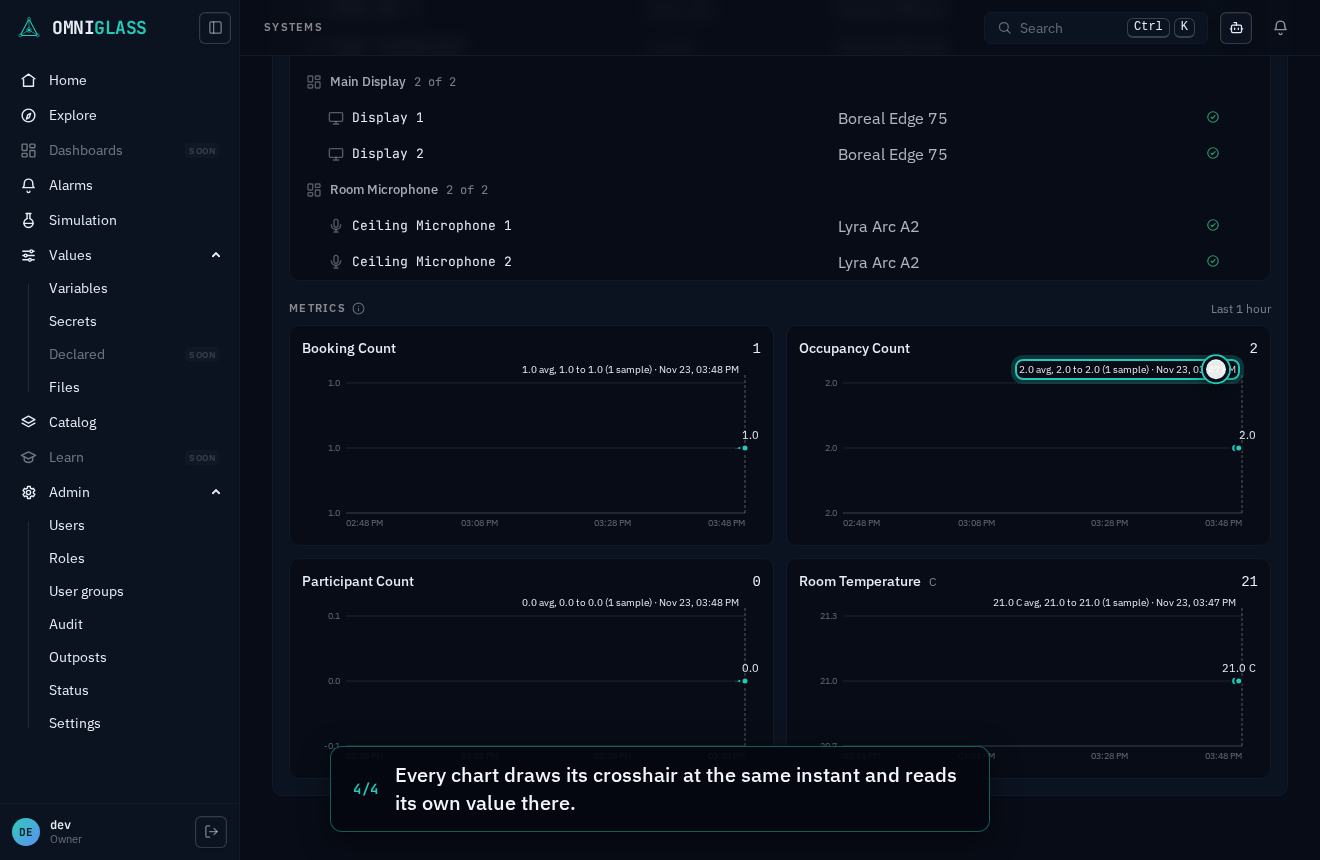 OMNIGLASS
SYSTEMS
Search
Ctrl K
Home
Explore
Dashboards SOON
Alarms
Simulation
Values
Variables
Secrets
Declared SOON
Files
Catalog
Learn SOON
Admin
Users
Roles
User groups
Audit
Outposts
Status
Settings
DE
dev
Owner
Main Display 2 of 2
Display 1 Boreal Edge 75
Display 2 Boreal Edge 75
Room Microphone 2 of 2
Ceiling Microphone 1 Lyra Arc A2
Ceiling Microphone 2 Lyra Arc A2
METRICS Last 1 hour
Booking Count 1
1.0 avg, 1.0 to 1.0 (1 sample) · Nov 23, 03:48 PM
1.0
1.0
1.0
1.0
02:48 PM 03:08 PM 03:28 PM 03:48 PM
Occupancy Count 2
2.0 avg, 2.0 to 2.0 (1 sample) · Nov 23,
2.0
2.0
2.0
2.0
02:48 PM 03:08 PM 03:28 PM 03:48 PM
Participant Count 0
0.0 avg, 0.0 to 0.0 (1 sample) · Nov 23, 03:48 PM
0.1
0.0
0.0
-0.1
Room Temperature C 21
21.0 C avg, 21.0 to 21.0 (1 sample) · Nov 23, 03:47 PM
21.3
21.0 C
21.0
03:28 PM 03:48 PM
4/4
Every chart draws its crosshair at the same instant and reads
its own value there.